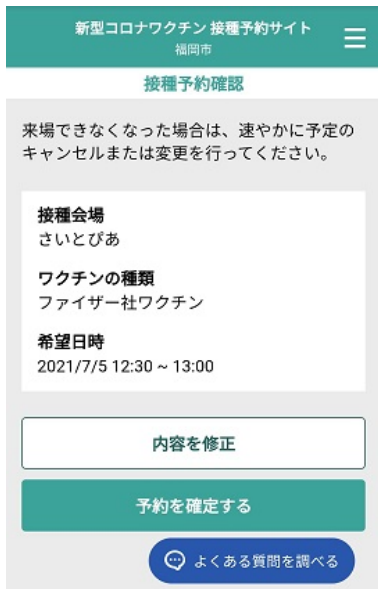 新型コロナワクチン 接種予約サイト
福岡市
接種予約確認
来場できなくなった場合は、速やかに予定の
キャンセルまたは変更を行ってください。
接種会場
さいとぴあ
ワクチンの種類
ファイザー社ワクチン
希望日時
2021/7/5 12:30 ~ 13:00
内容を修正
予約を確定する
よくある質問を調べる